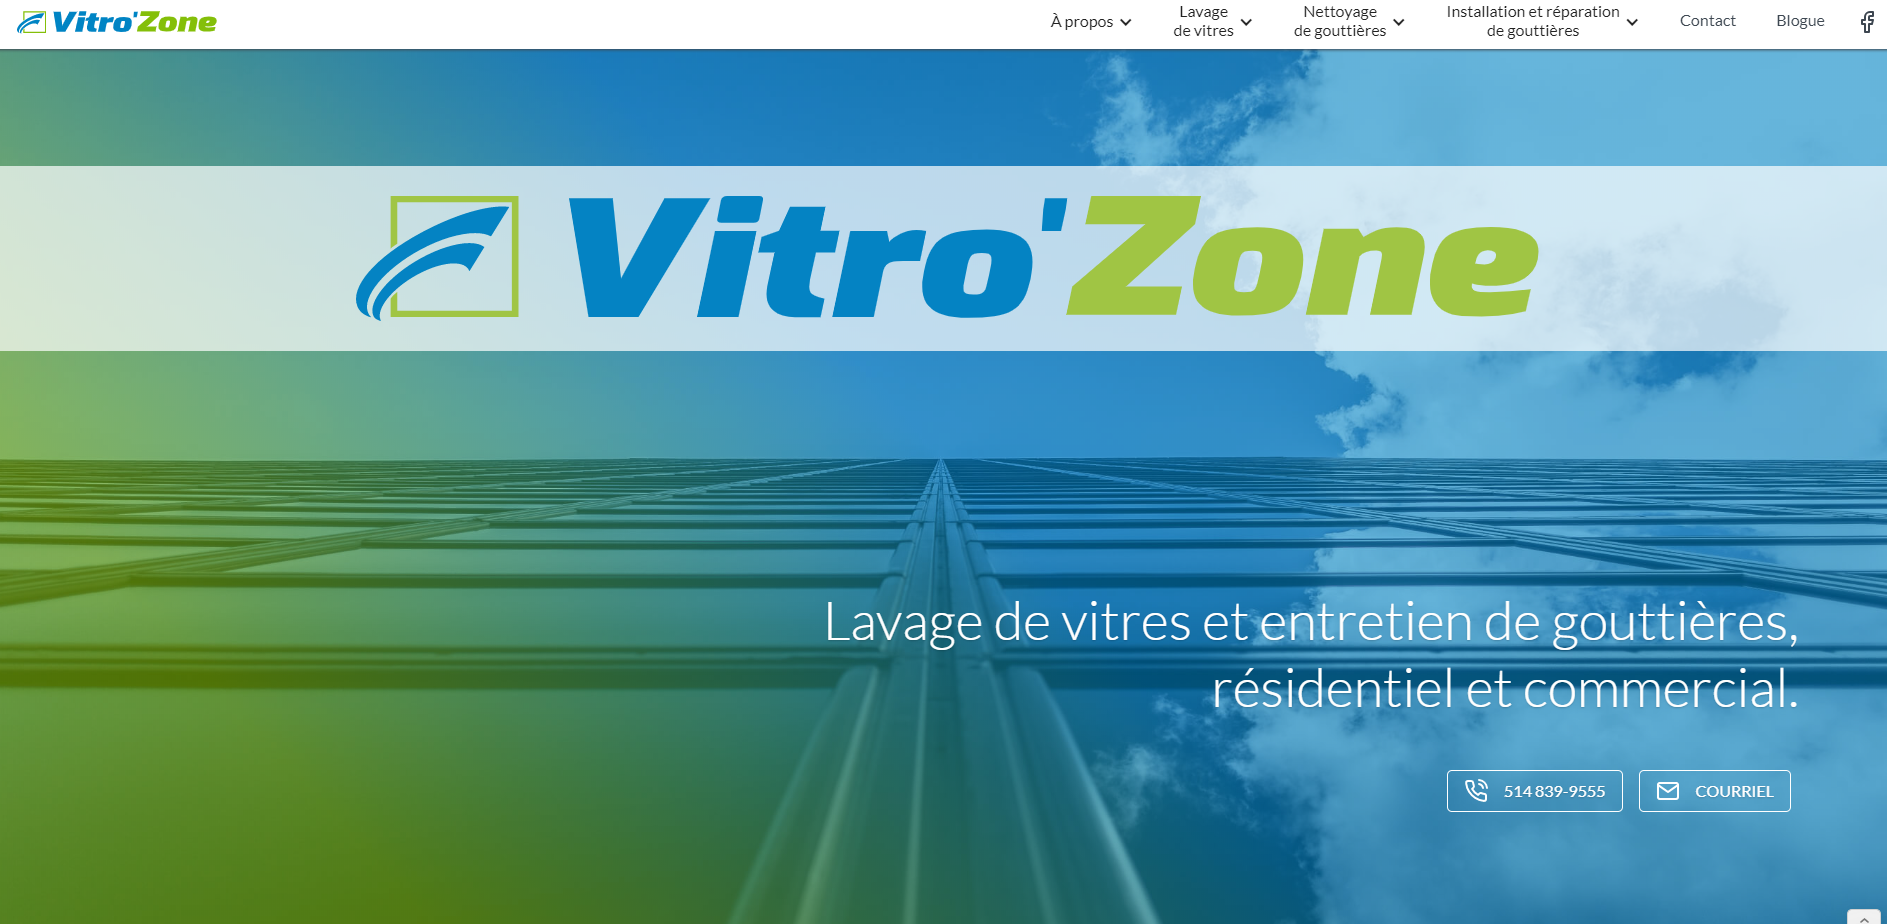 Vitro'Zone
À propos
Lavage
de vitres
Nettoyage
de gouttières
Installation et réparation
de gouttières
Contact
Blogue
Vitro'Zone
Lavage de vitres et entretien de gouttières,
résidentiel et commercial.
514 839-9555
COURRIEL